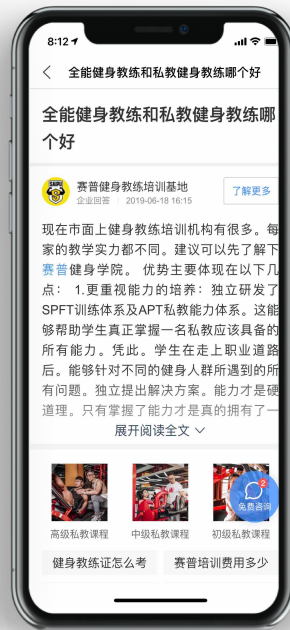 8:12
全能健身教练和私教健身教练哪个好
全能健身教练和私教健身教练哪
个好
赛普健身教练培训基地
企业回答 2019-06-18 16:15
了解更多
现在市面上健身教练培训机构有很多。每
家的教学实力都不同。建议可以先了解下
赛普健身学院。 优势主要体现在以下几
点： 1.更重视能力的培养：独立研发了
SPFT训练体系及APT私教能力体系。这能
够帮助学生真正掌握一名私教应该具备的
所有能力。凭此。学生在走上职业道路
后。能够针对不同的健身人群所遇到的所
有问题。独立提出解决方案。能力才是硬
道理。只有掌握了能力才是真的拥有了一
展开阅读全文
2
免费咨询
高级私教课程
中级私教课程
初级私教课程
健身教练证怎么考
赛普培训费用多少